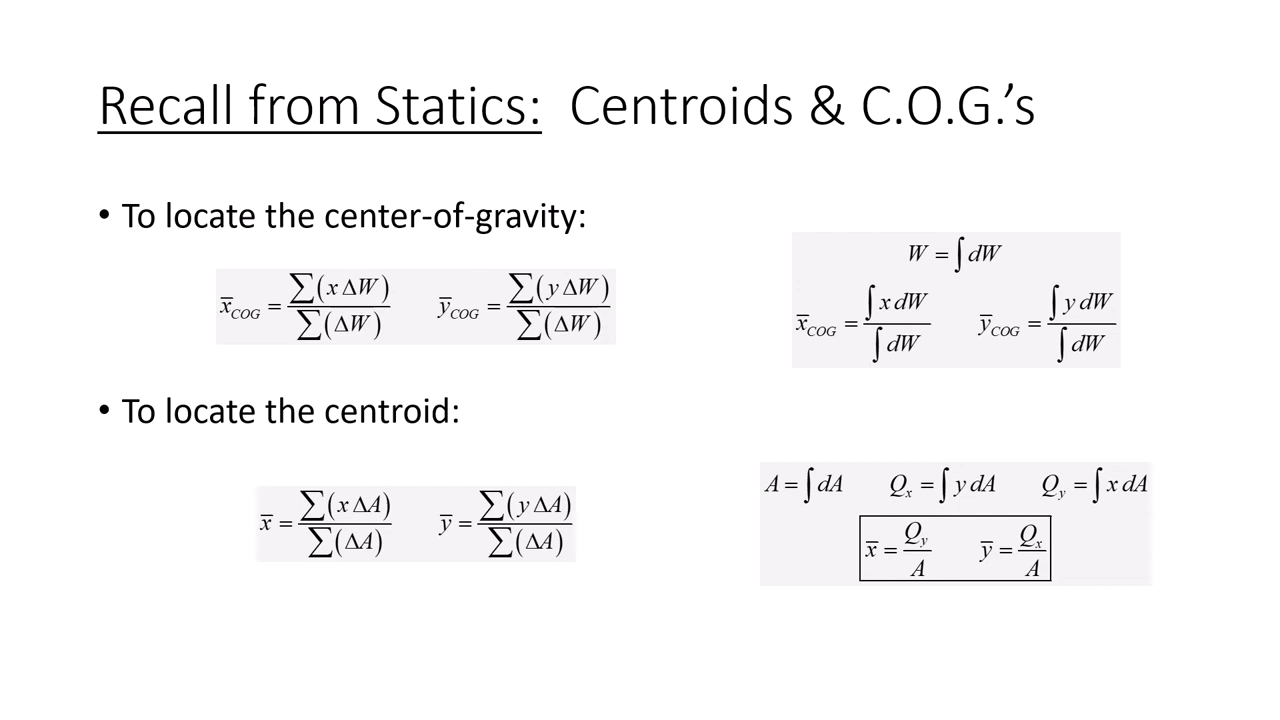 Recall from Statics: Centroids & C.O.G.'s
• To locate the center-of-gravity:
x̄_COG = ∑(x ΔW) / ∑(ΔW)    ȳ_COG = ∑(y ΔW) / ∑(ΔW)
W = ∫ dW
x̄_COG = ∫ x dW / ∫ dW    ȳ_COG = ∫ y dW / ∫ dW
• To locate the centroid:
x̄ = ∑(x ΔA) / ∑(ΔA)    ȳ = ∑(y ΔA) / ∑(ΔA)
A = ∫ dA    Q_x = ∫ y dA    Q_y = ∫ x dA
x̄ = Q_y / A    ȳ = Q_x / A